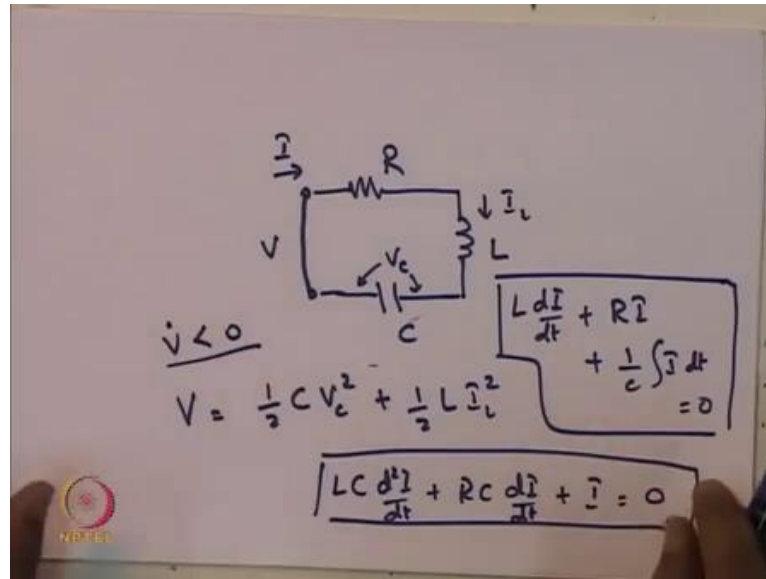 I
R
↓ I_L
V
L
V_c
C
L dI/dt + RI
+ 1/c ∫ I dt
= 0
v̇ < 0
V = 1/2 C V_c^2 + 1/2 L I_L^2
LC d²I/dt + RC dI/dt + I = 0
NPTEL